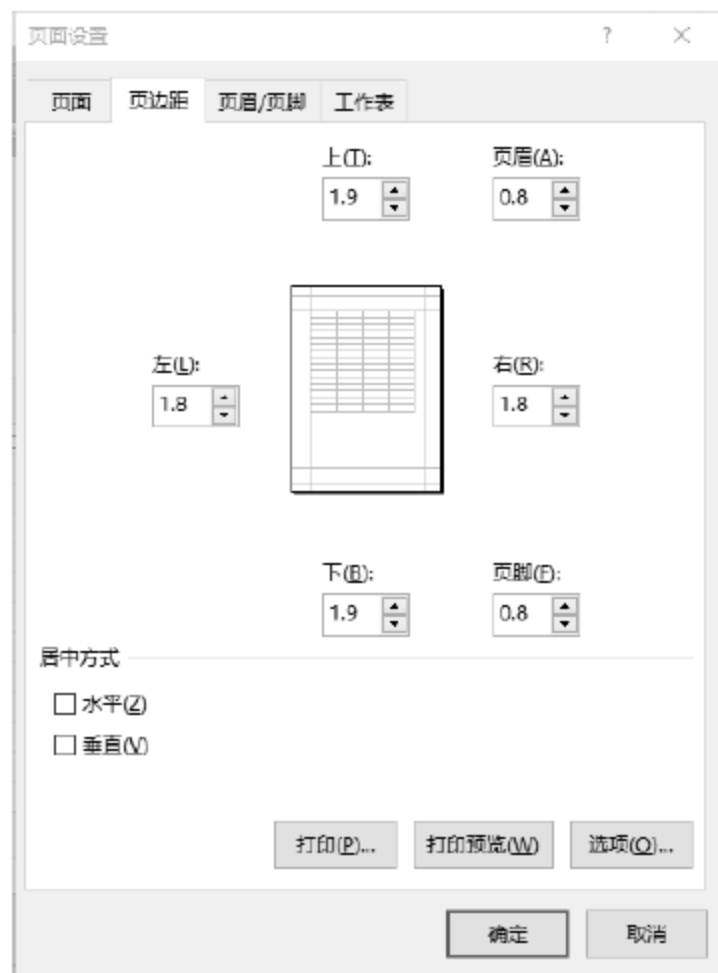 页面设置 ? ×
页面 页边距 页眉/页脚 工作表
上(T): 页眉(A):
1.9 0.8
左(L): 右(R):
1.8 1.8
下(B): 页脚(F):
1.9 0.8
居中方式
水平(Z)
垂直(V)
打印(P)... 打印预览(W) 选项(O)...
确定 取消